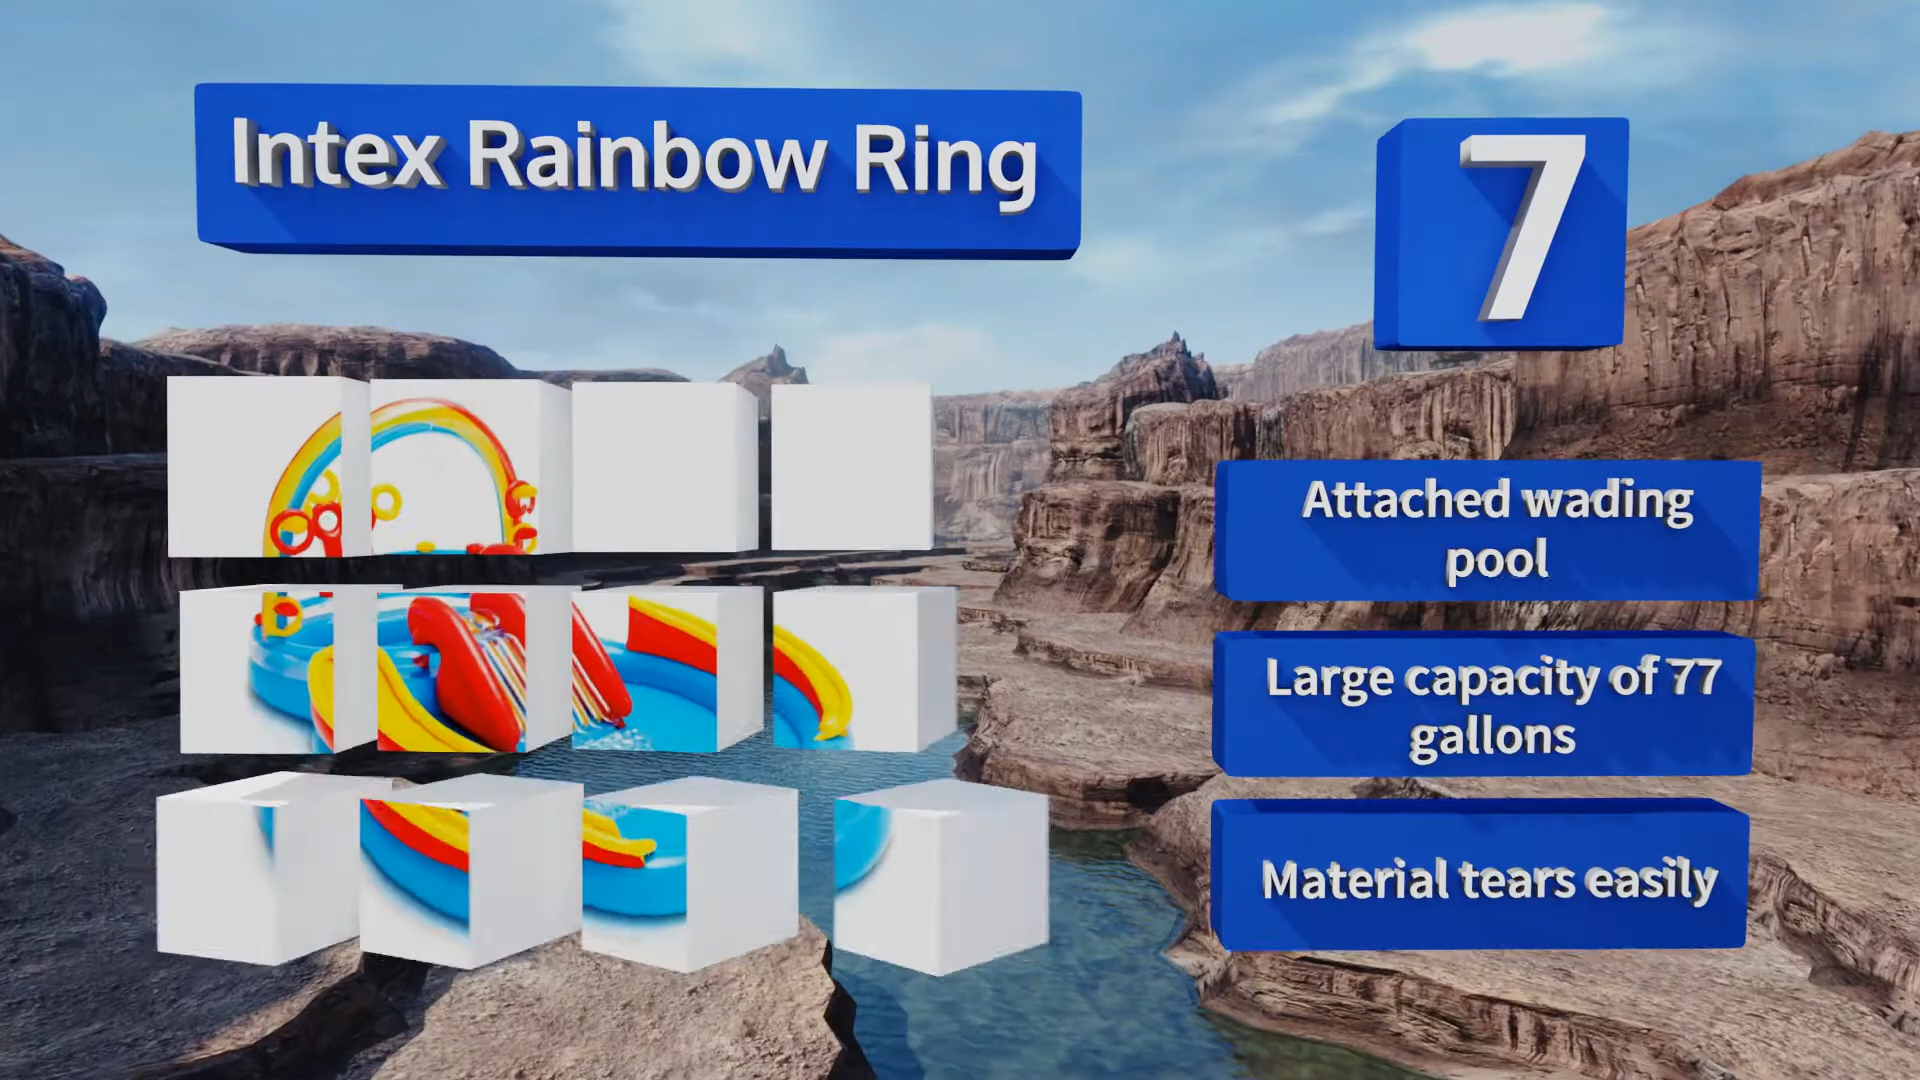 Intex Rainbow Ring
7
Attached wading
pool
Large capacity of 77
gallons
Material tears easily